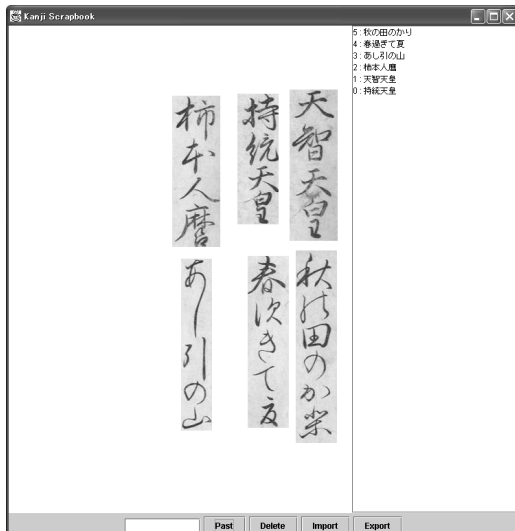 Kanji Scrapbook
5 : 秋の田のかり
4 : 春過ぎて夏
3 : あし引の山
2 : 柿本人麿
1 : 天智天皇
0 : 持統天皇
天智天皇
持統天皇
柿本人麿
秋の田のか
春過きて夏
あし引の山
Past
Delete
Import
Export